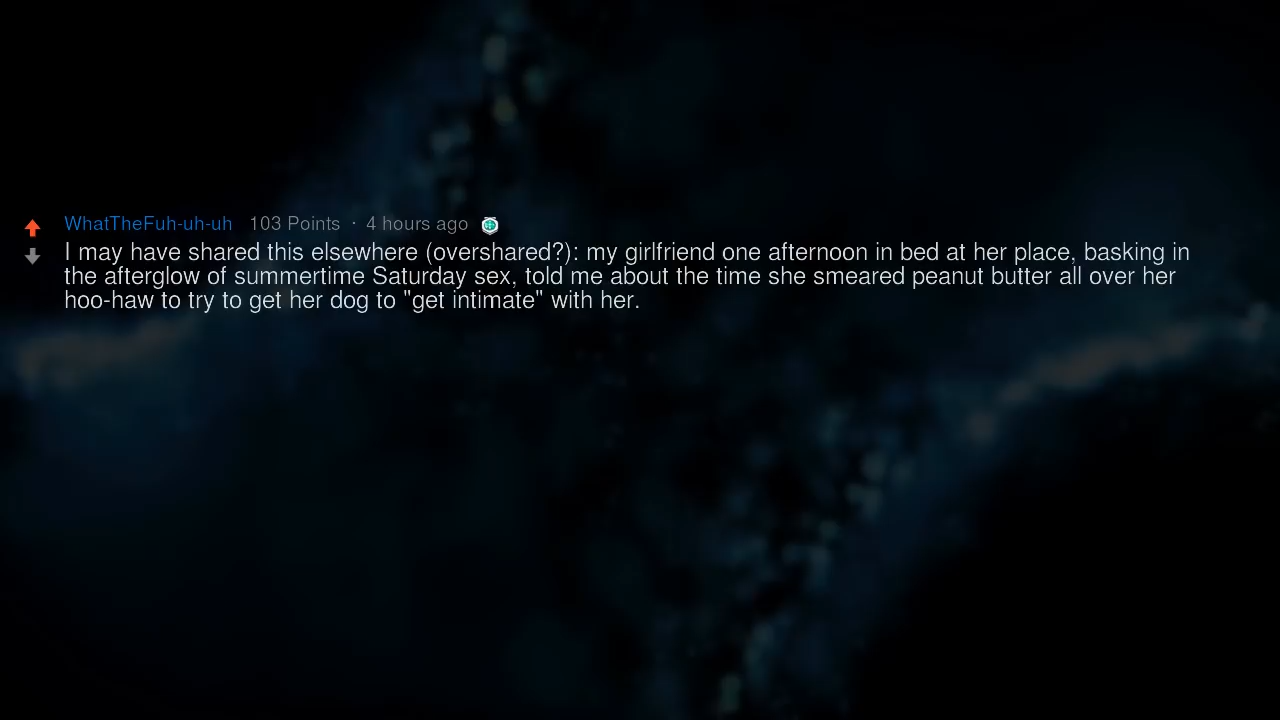 WhatTheFuh-uh-uh 103 Points · 4 hours ago
I may have shared this elsewhere (overshared?): my girlfriend one afternoon in bed at her place, basking in
the afterglow of summertime Saturday sex, told me about the time she smeared peanut butter all over her
hoo-haw to try to get her dog to "get intimate" with her.